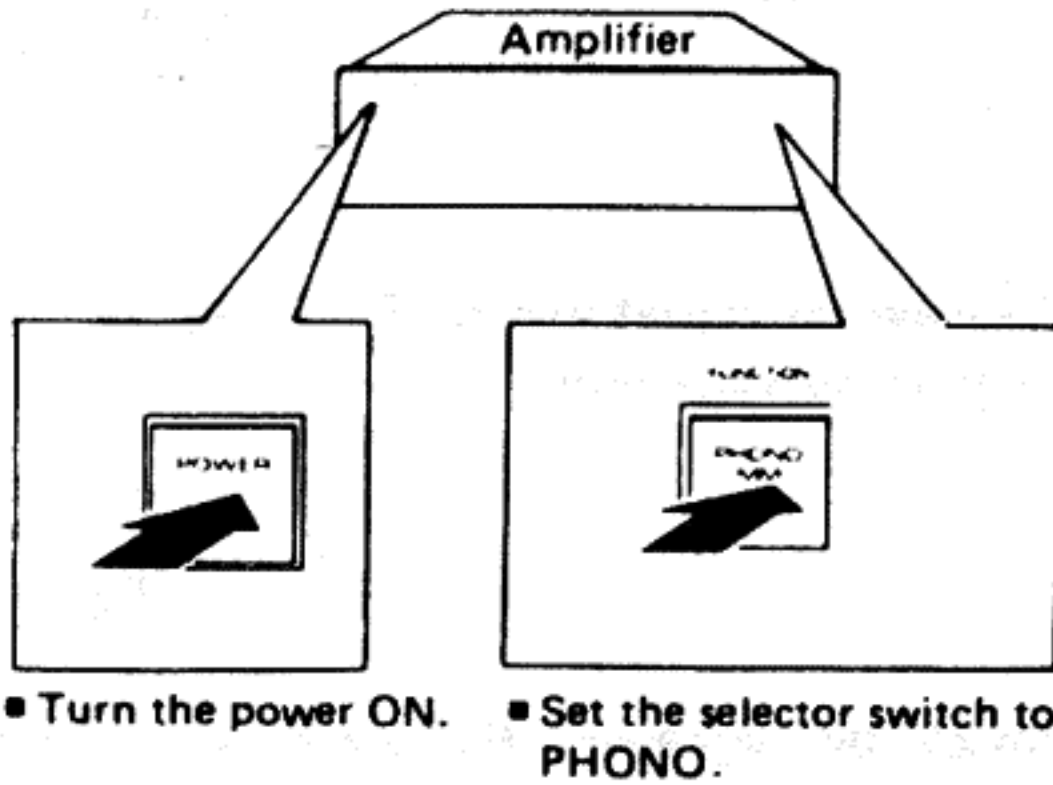 Amplifier
FUNCTION
POWER
PHONO
MM
▪ Turn the power ON.
▪ Set the selector switch to
PHONO.